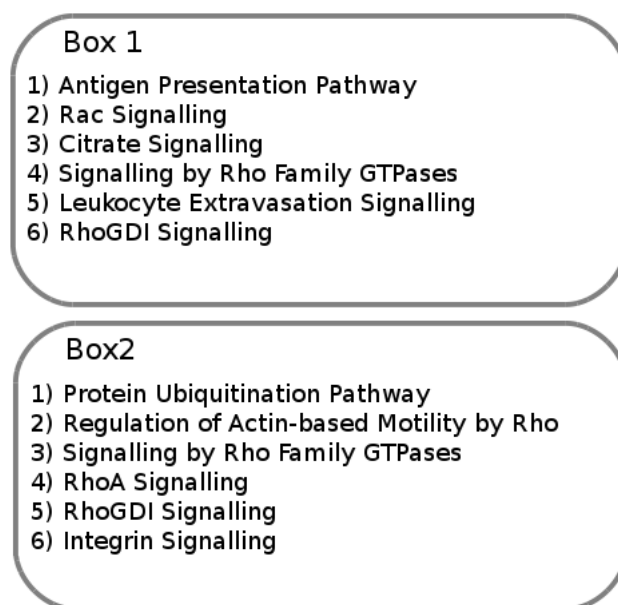 Box 1
1) Antigen Presentation Pathway
2) Rac Signalling
3) Citrate Signalling
4) Signalling by Rho Family GTPases
5) Leukocyte Extravasation Signalling
6) RhoGDI Signalling
Box2
1) Protein Ubiquitination Pathway
2) Regulation of Actin-based Motility by Rho
3) Signalling by Rho Family GTPases
4) RhoA Signalling
5) RhoGDI Signalling
6) Integrin Signalling